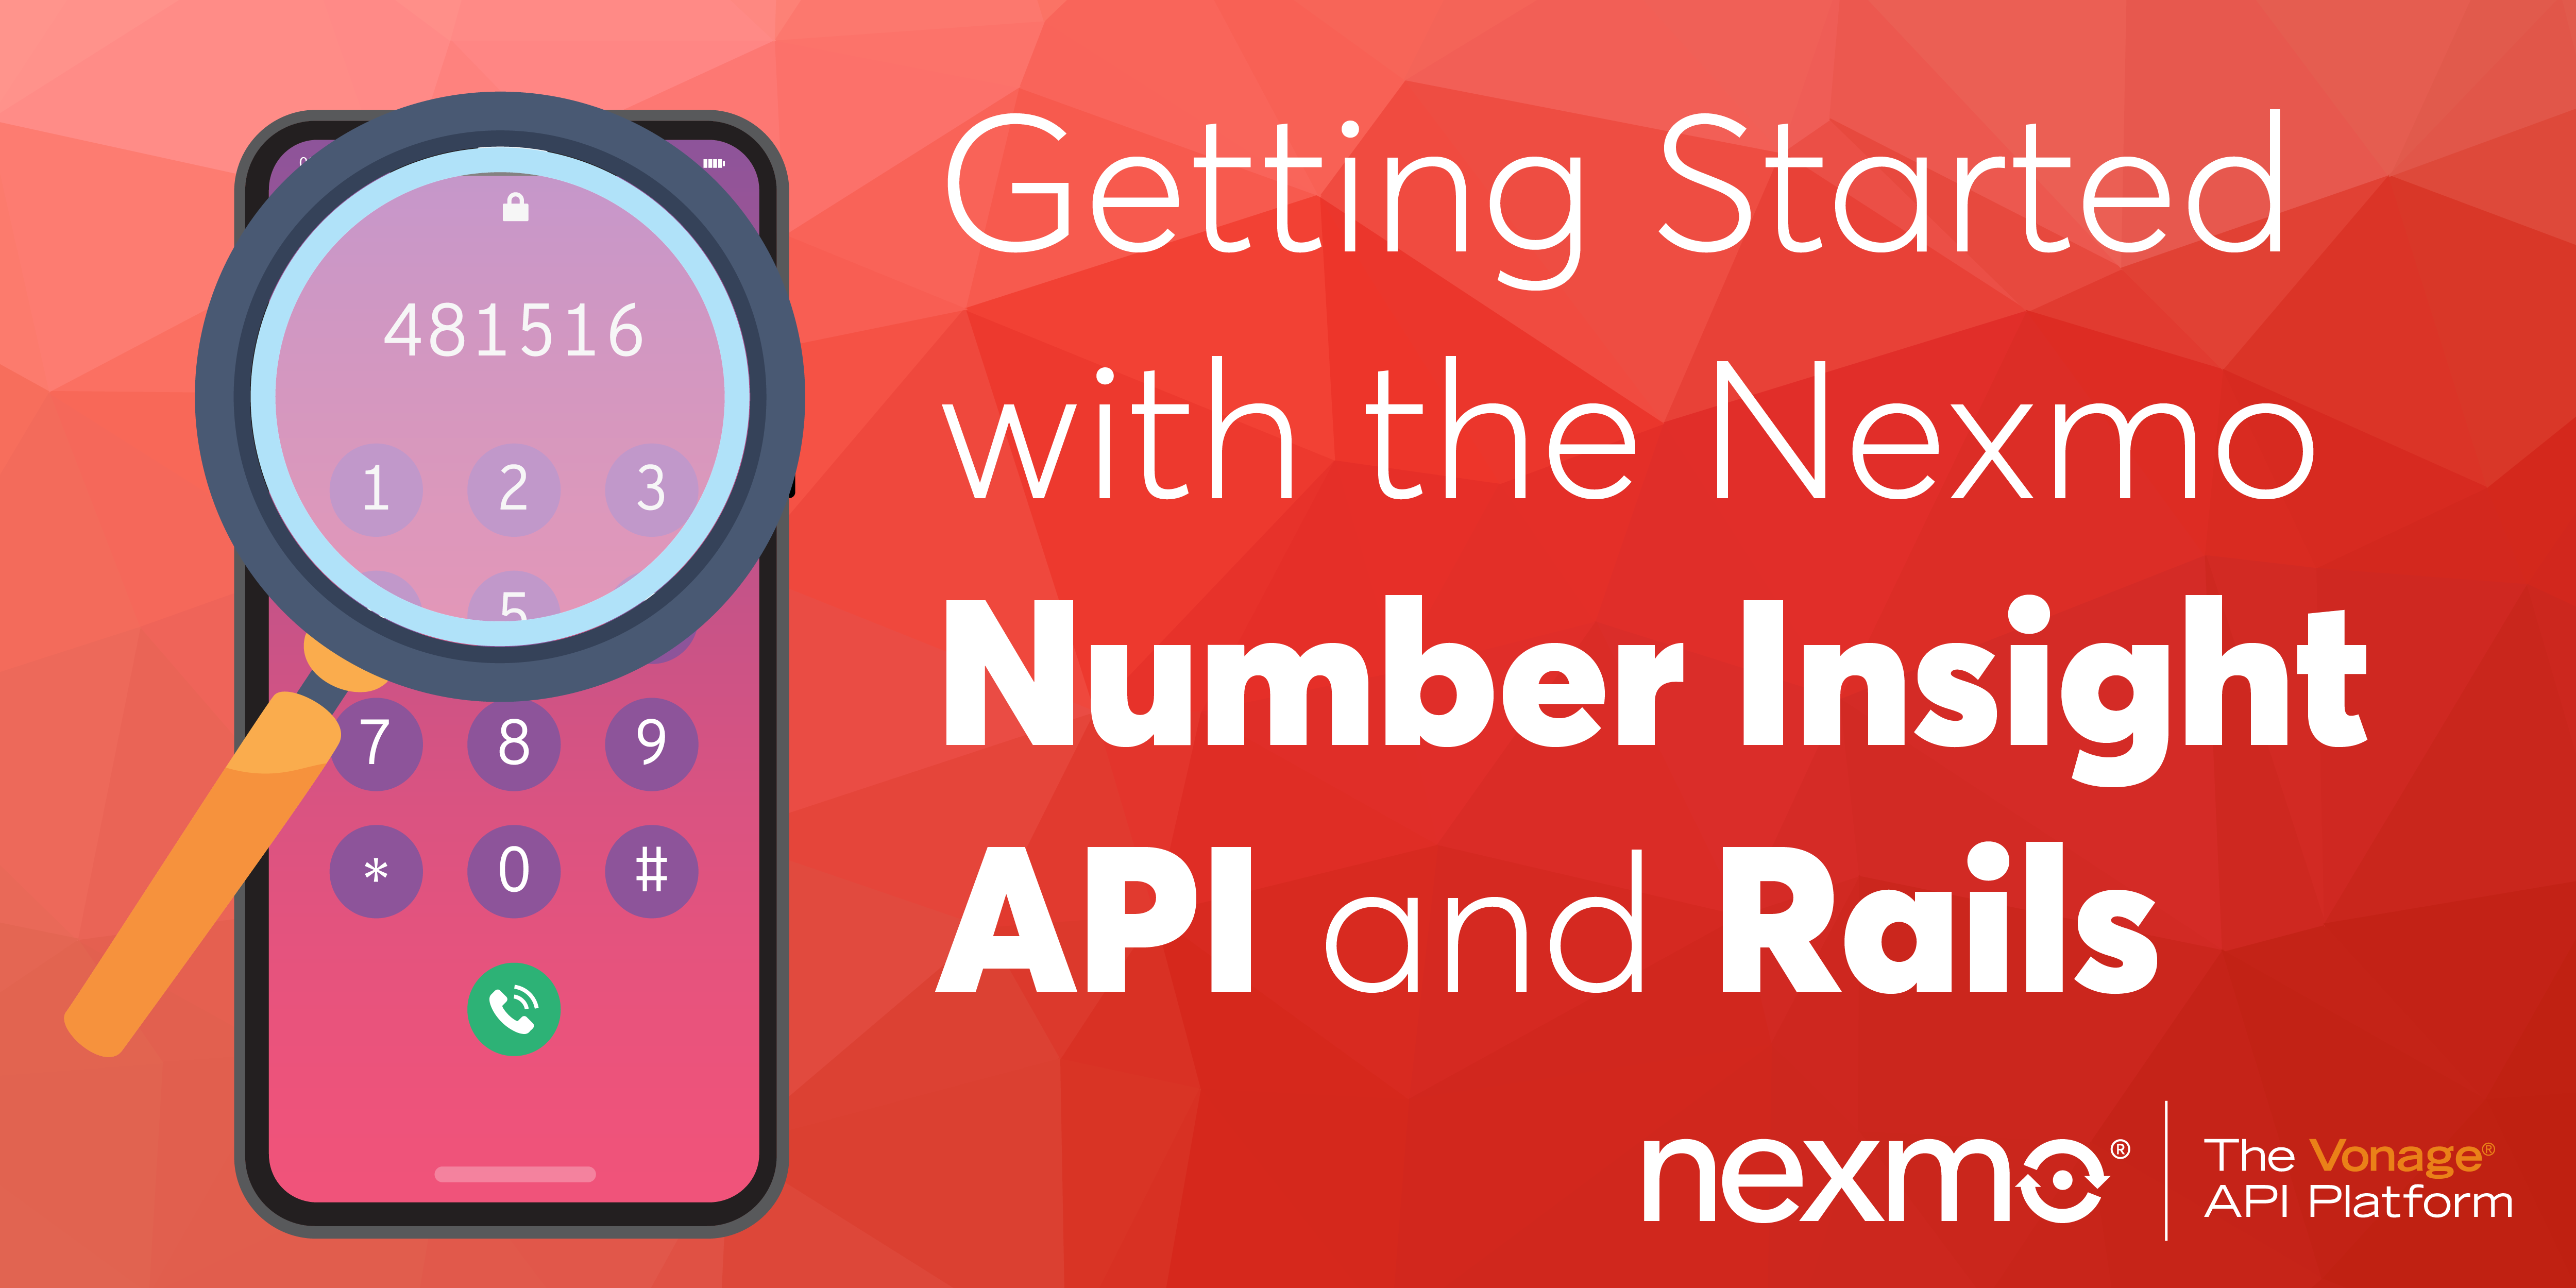 481516
1 2 3
5
7 8 9
* 0 #
Getting Started
with the Nexmo
Number Insight
API and Rails
nexmo®
The Vonage®
API Platform